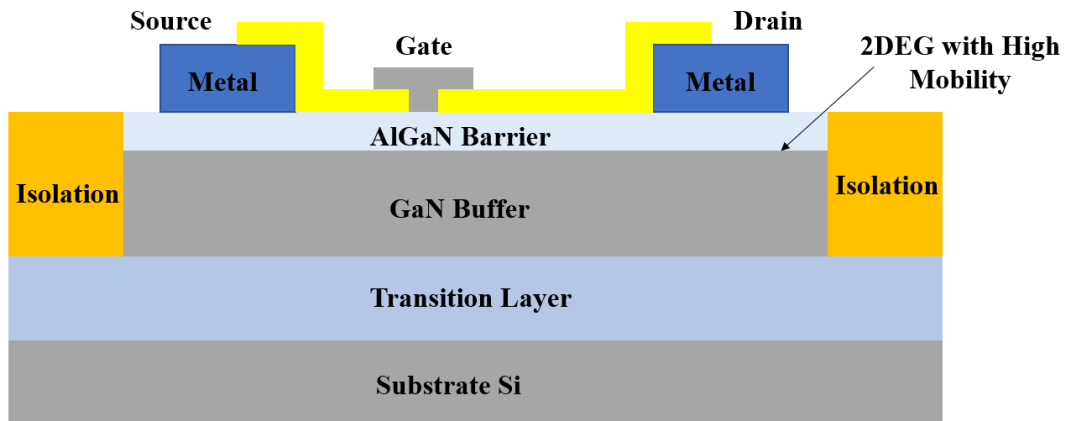 Source
Drain
Gate
2DEG with High
Mobility
Metal
Metal
AlGaN Barrier
Isolation
Isolation
GaN Buffer
Transition Layer
Substrate Si